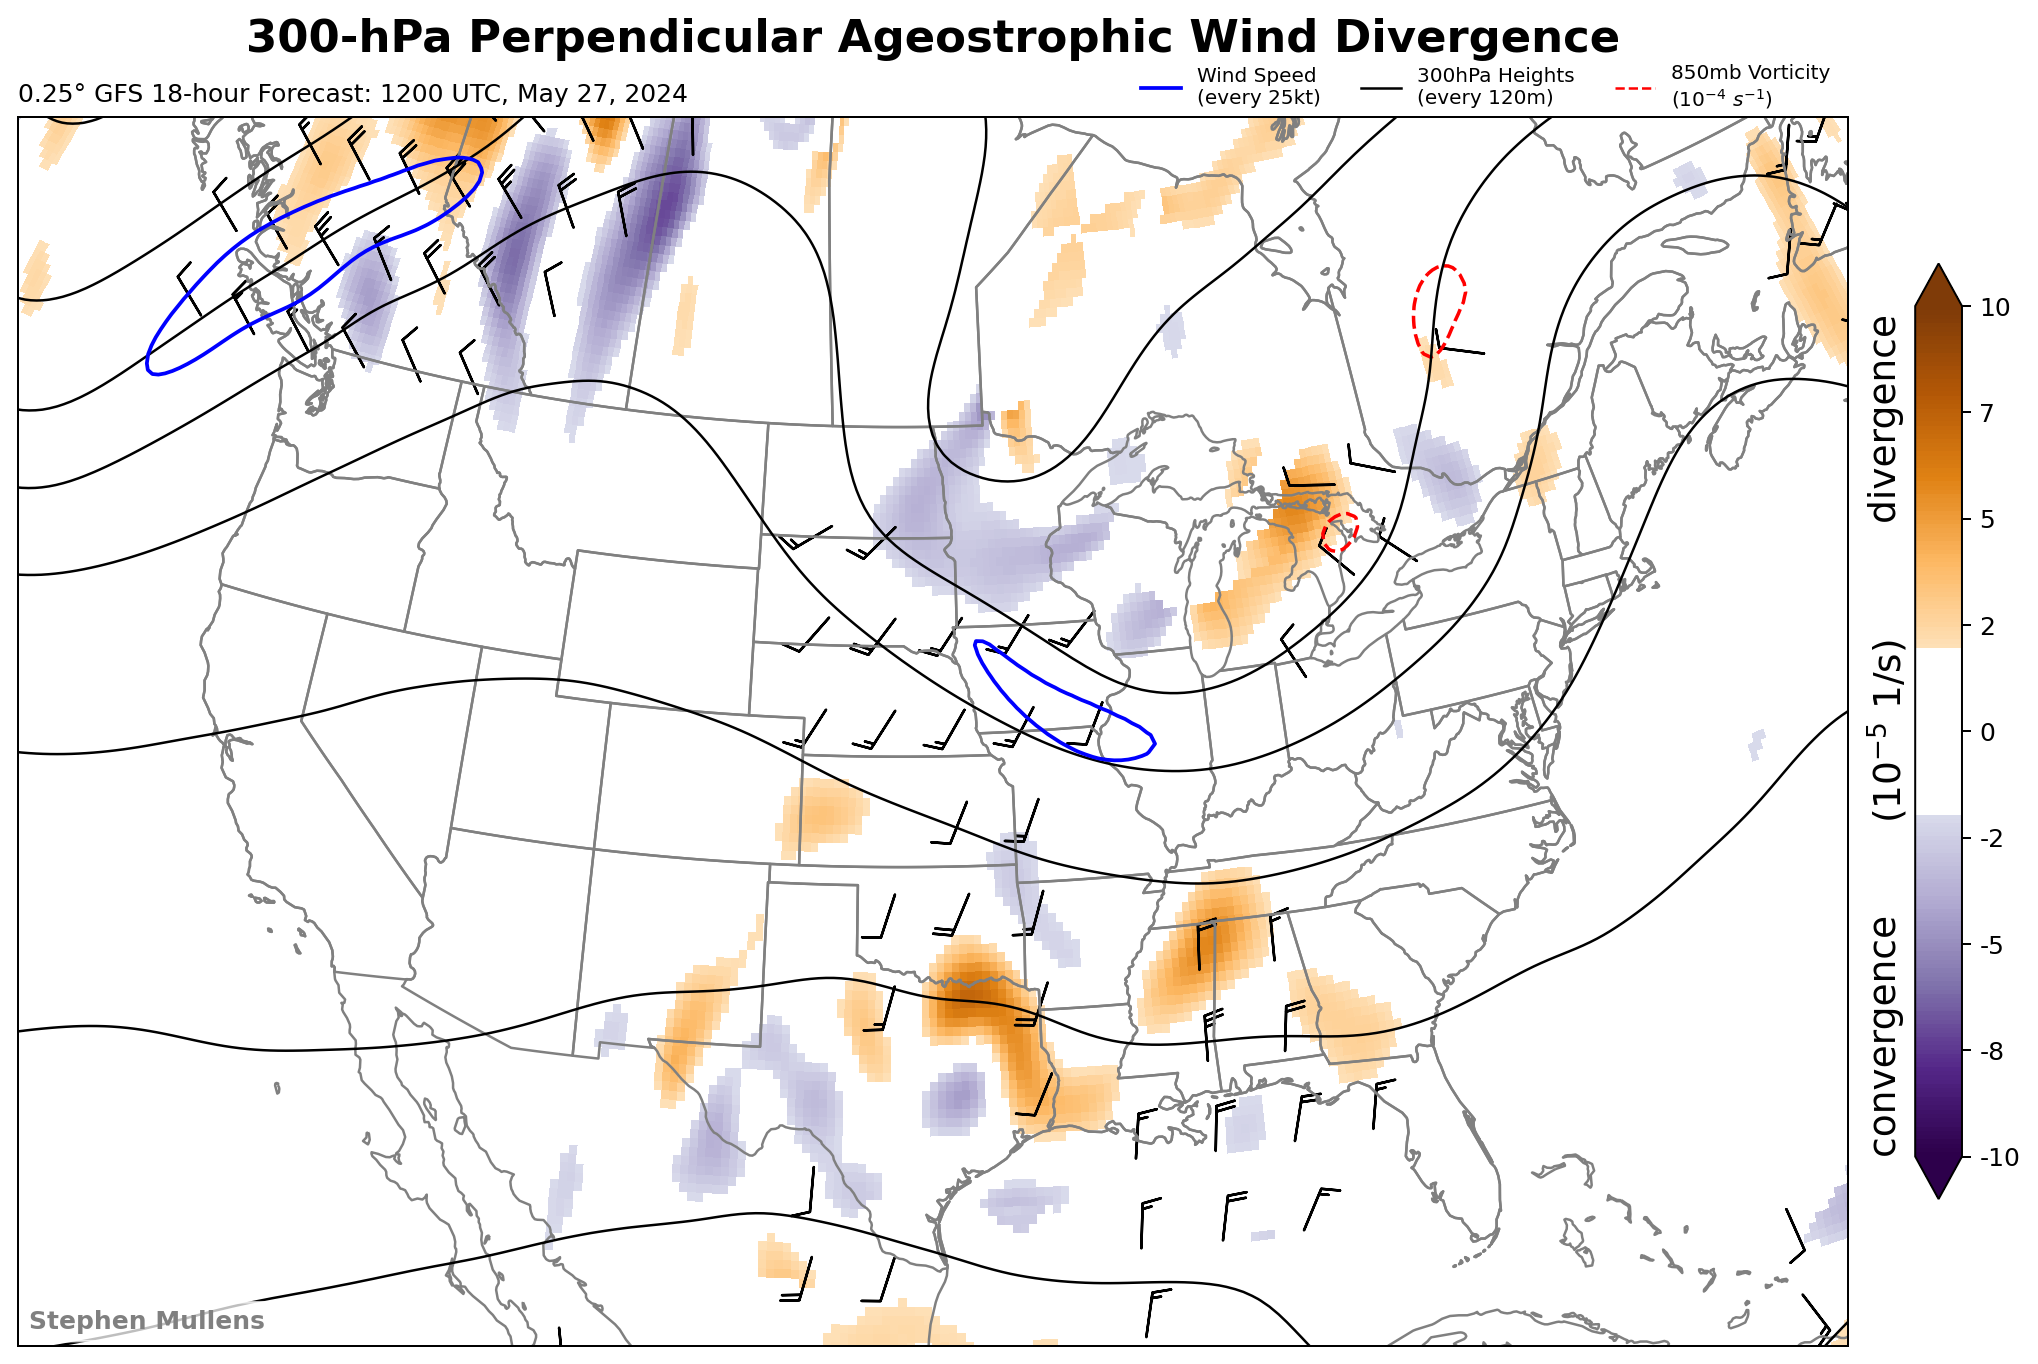 300-hPa Perpendicular Ageostrophic Wind Divergence
0.25° GFS 18-hour Forecast: 1200 UTC, May 27, 2024
Wind Speed
(every 25kt)
300hPa Heights
(every 120m)
850mb Vorticity
(10⁻⁴ s⁻¹)
10
7
5
2
0
-2
-5
-8
-10
convergence (10⁻⁵ 1/s) divergence
Stephen Mullens